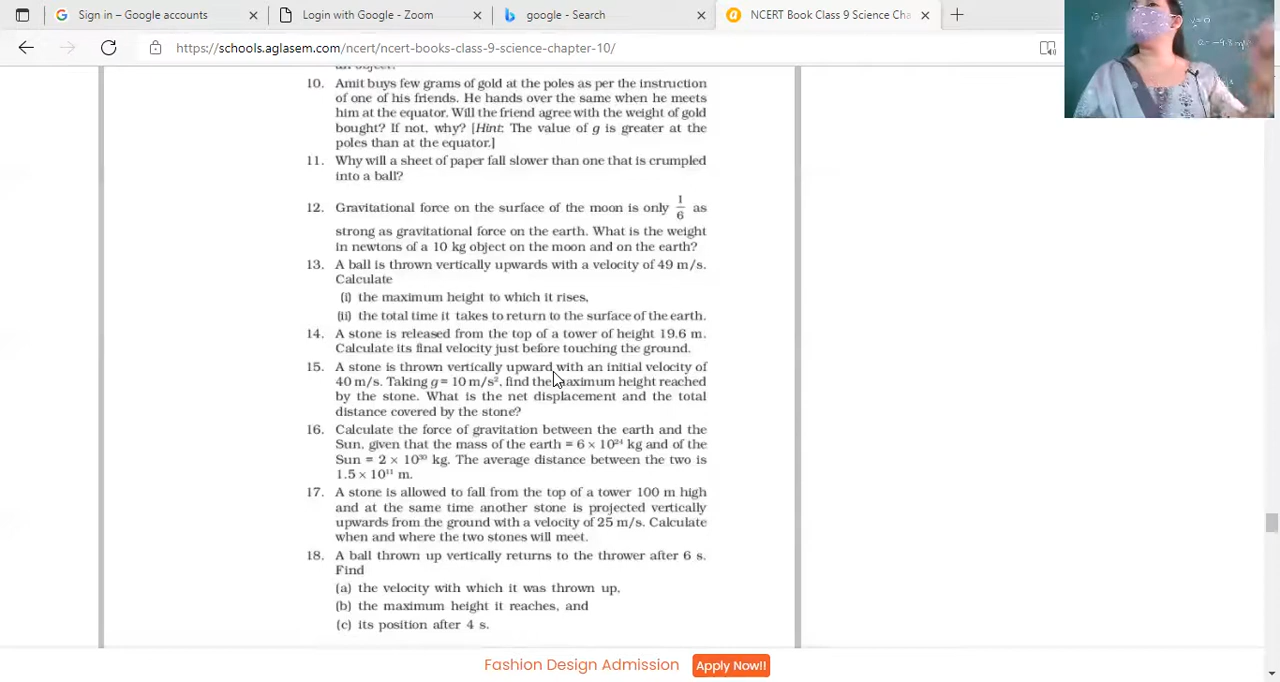 Sign in – Google accounts
Login with Google - Zoom
google - Search
NCERT Book Class 9 Science Cha
https://schools.aglasem.com/ncert/ncert-books-class-9-science-chapter-10/
an object.
10. Amit buys few grams of gold at the poles as per the instruction
of one of his friends. He hands over the same when he meets
him at the equator. Will the friend agree with the weight of gold
bought? If not, why? [Hint: The value of g is greater at the
poles than at the equator.]
11. Why will a sheet of paper fall slower than one that is crumpled
into a ball?
12. Gravitational force on the surface of the moon is only 1/6 as
strong as gravitational force on the earth. What is the weight
in newtons of a 10 kg object on the moon and on the earth?
13. A ball is thrown vertically upwards with a velocity of 49 m/s.
Calculate
(i) the maximum height to which it rises,
(ii) the total time it takes to return to the surface of the earth.
14. A stone is released from the top of a tower of height 19.6 m.
Calculate its final velocity just before touching the ground.
15. A stone is thrown vertically upward with an initial velocity of
40 m/s. Taking g = 10 m/s², find the maximum height reached
by the stone. What is the net displacement and the total
distance covered by the stone?
16. Calculate the force of gravitation between the earth and the
Sun, given that the mass of the earth = 6 × 10²⁴ kg and of the
Sun = 2 × 10³⁰ kg. The average distance between the two is
1.5 × 10¹¹ m.
17. A stone is allowed to fall from the top of a tower 100 m high
and at the same time another stone is projected vertically
upwards from the ground with a velocity of 25 m/s. Calculate
when and where the two stones will meet.
18. A ball thrown up vertically returns to the thrower after 6 s.
Find
(a) the velocity with which it was thrown up,
(b) the maximum height it reaches, and
(c) its position after 4 s.
Fashion Design Admission
Apply Now!!